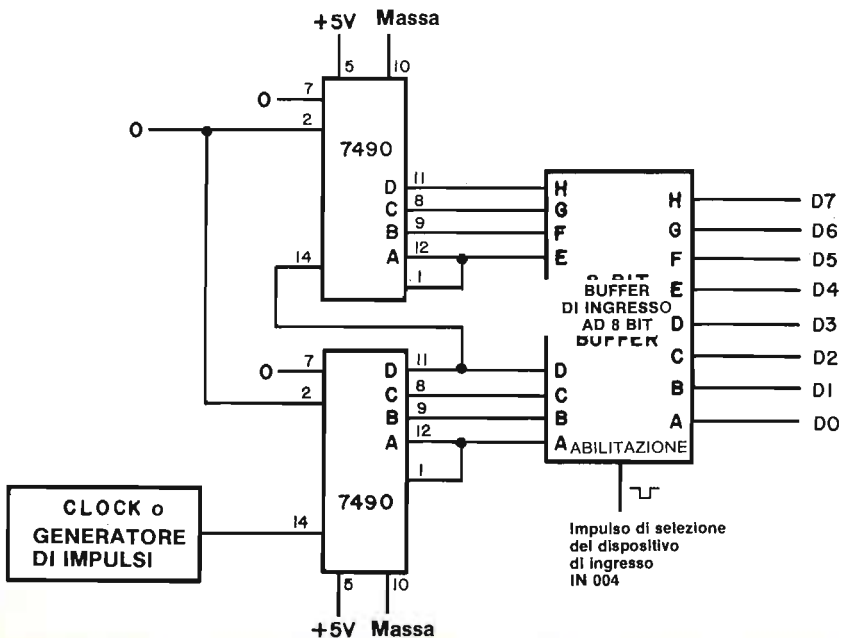 +5V Massa
5 10
0 7
0 2
7490
D 11 H
C 8 G
B 9 F
A 12 E
14
1
H D7
G D6
F D5
E D4
D D3
C D2
B D1
A D0
8 BIT
BUFFER
DI INGRESSO
AD 8 BIT
BUFFER
0 7
2
D 11 D
C 8 C
B 9 B
A 12 A
1
7490
ABILITAZIONE
CLOCK o
GENERATORE
DI IMPULSI
14
5 10
+5V Massa
Impulso di selezione
del dispositivo
di ingresso
IN 004